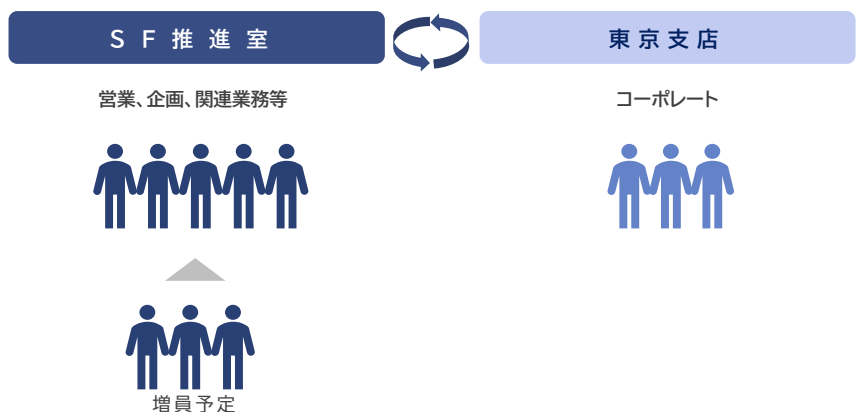 SF推進室
東京支店
営業、企画、関連業務等
コーポレート
増員予定